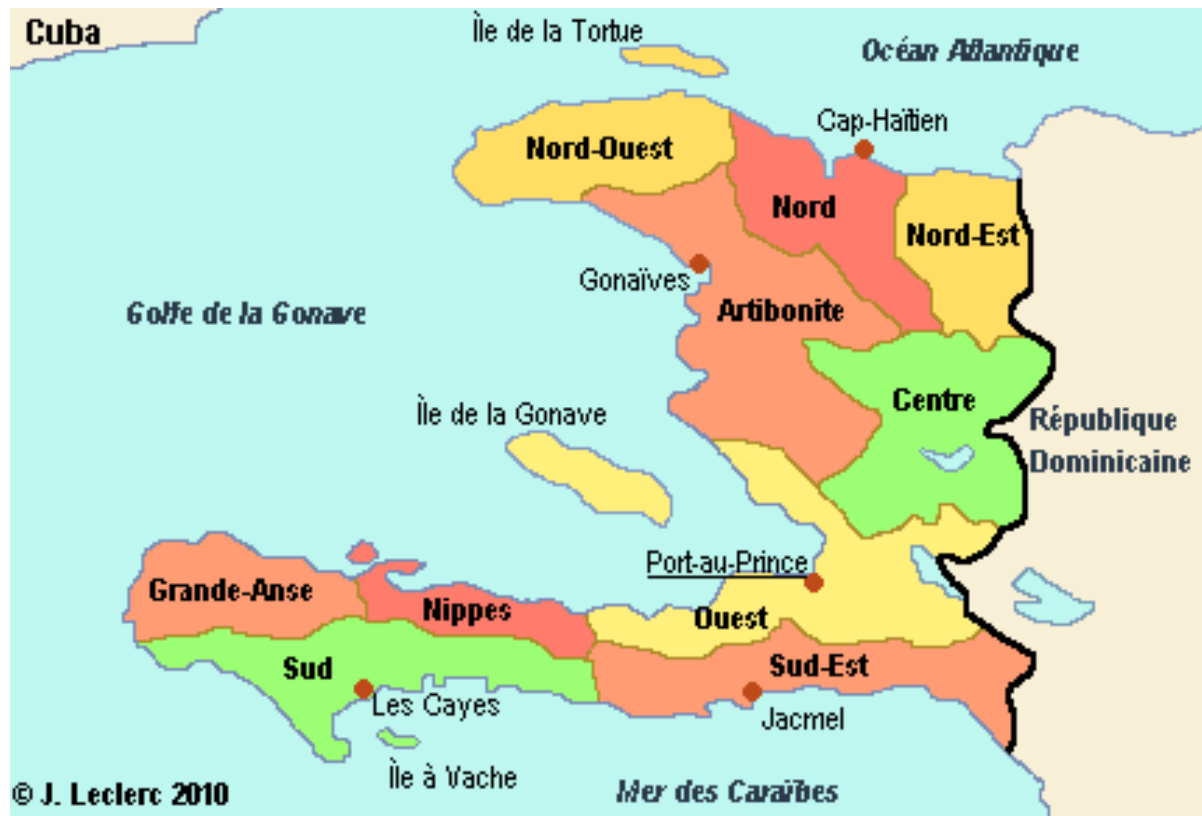 Cuba
Île de la Tortue
Océan Atlantique
Cap-Haïtien
Nord-Ouest
Nord
Nord-Est
Gonaïves
Golfe de la Gonave
Artibonite
Centre
Île de la Gonave
République
Dominicaine
Port-au-Prince
Grande-Anse
Nippes
Ouest
Sud
Sud-Est
Les Cayes
Jacmel
Île à Vache
© J. Leclerc 2010
Mer des Caraïbes